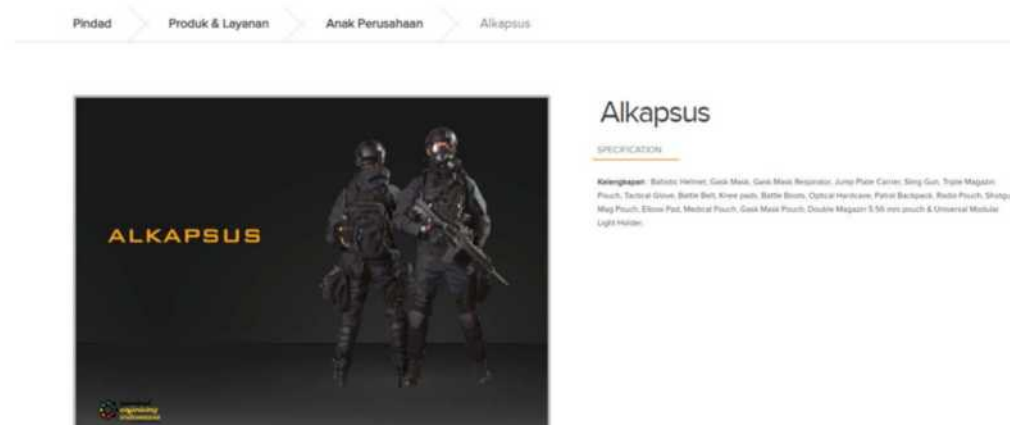 Pindad
Produk & Layanan
Anak Perusahaan
Alkapsus
ALKAPSUS
Alkapsus
SPECIFICATION
Kelengkapan : Balistic Helmet, Gask Mask, Gask Mask Respirator, Jump Plate Carrier, Sling Gun, Triple Magazin
Pouch, Tactical Glove, Battle Belt, Knee pads, Battle Boots, Optical Hardcase, Patrol Backpack, Radio Pouch, Shotgu
Mag Pouch, Elbow Pad, Medical Pouch, Gask Mask Pouch, Double Magazin 5.56 mm pouch & Universal Modular
Light Holder.